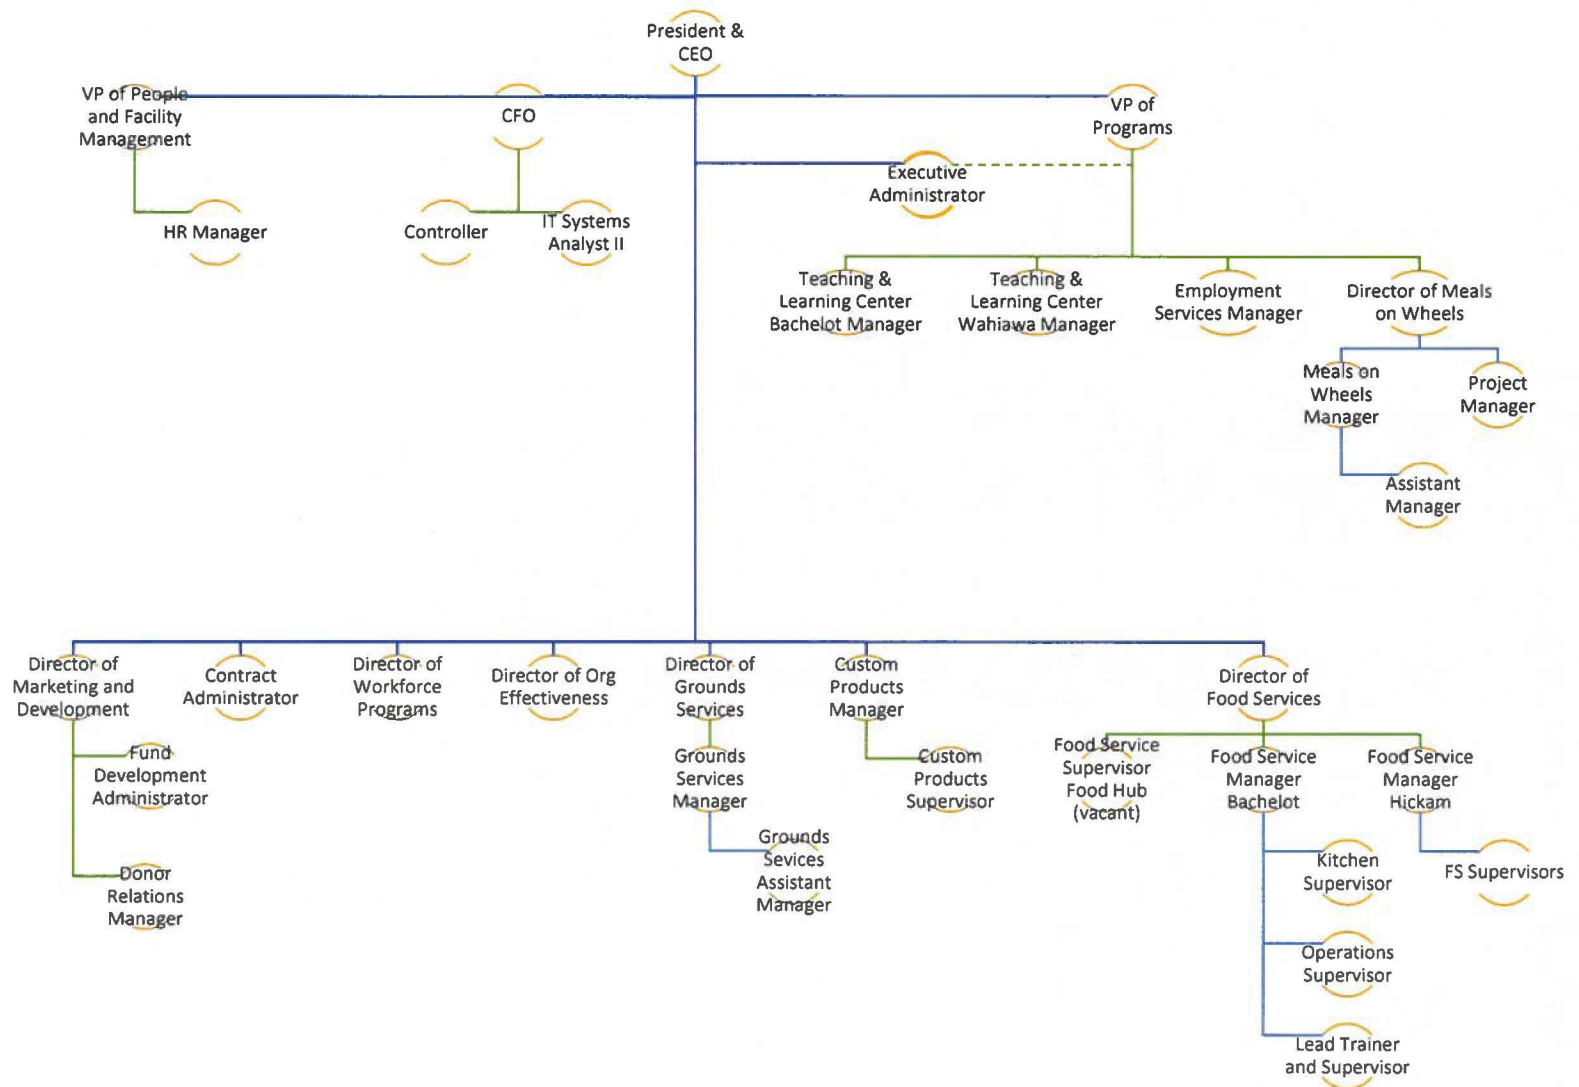 President &
CEO
VP of People
and Facility
Management
CFO
VP of
Programs
Executive
Administrator
HR Manager
Controller
IT Systems
Analyst II
Teaching &
Learning Center
Bachelot Manager
Teaching &
Learning Center
Wahiawa Manager
Employment
Services Manager
Director of Meals
on Wheels
Meals on
Wheels
Manager
Project
Manager
Assistant
Manager
Director of
Marketing and
Development
Contract
Administrator
Director of
Workforce
Programs
Director of Org
Effectiveness
Director of
Grounds
Services
Custom
Products
Manager
Director of
Food Services
Fund
Development
Administrator
Grounds
Services
Manager
Custom
Products
Supervisor
Food Service
Supervisor
Food Hub
(vacant)
Food Service
Manager
Bachelot
Food Service
Manager
Hickam
Donor
Relations
Manager
Grounds
Sevices
Assistant
Manager
Kitchen
Supervisor
FS Supervisors
Operations
Supervisor
Lead Trainer
and Supervisor